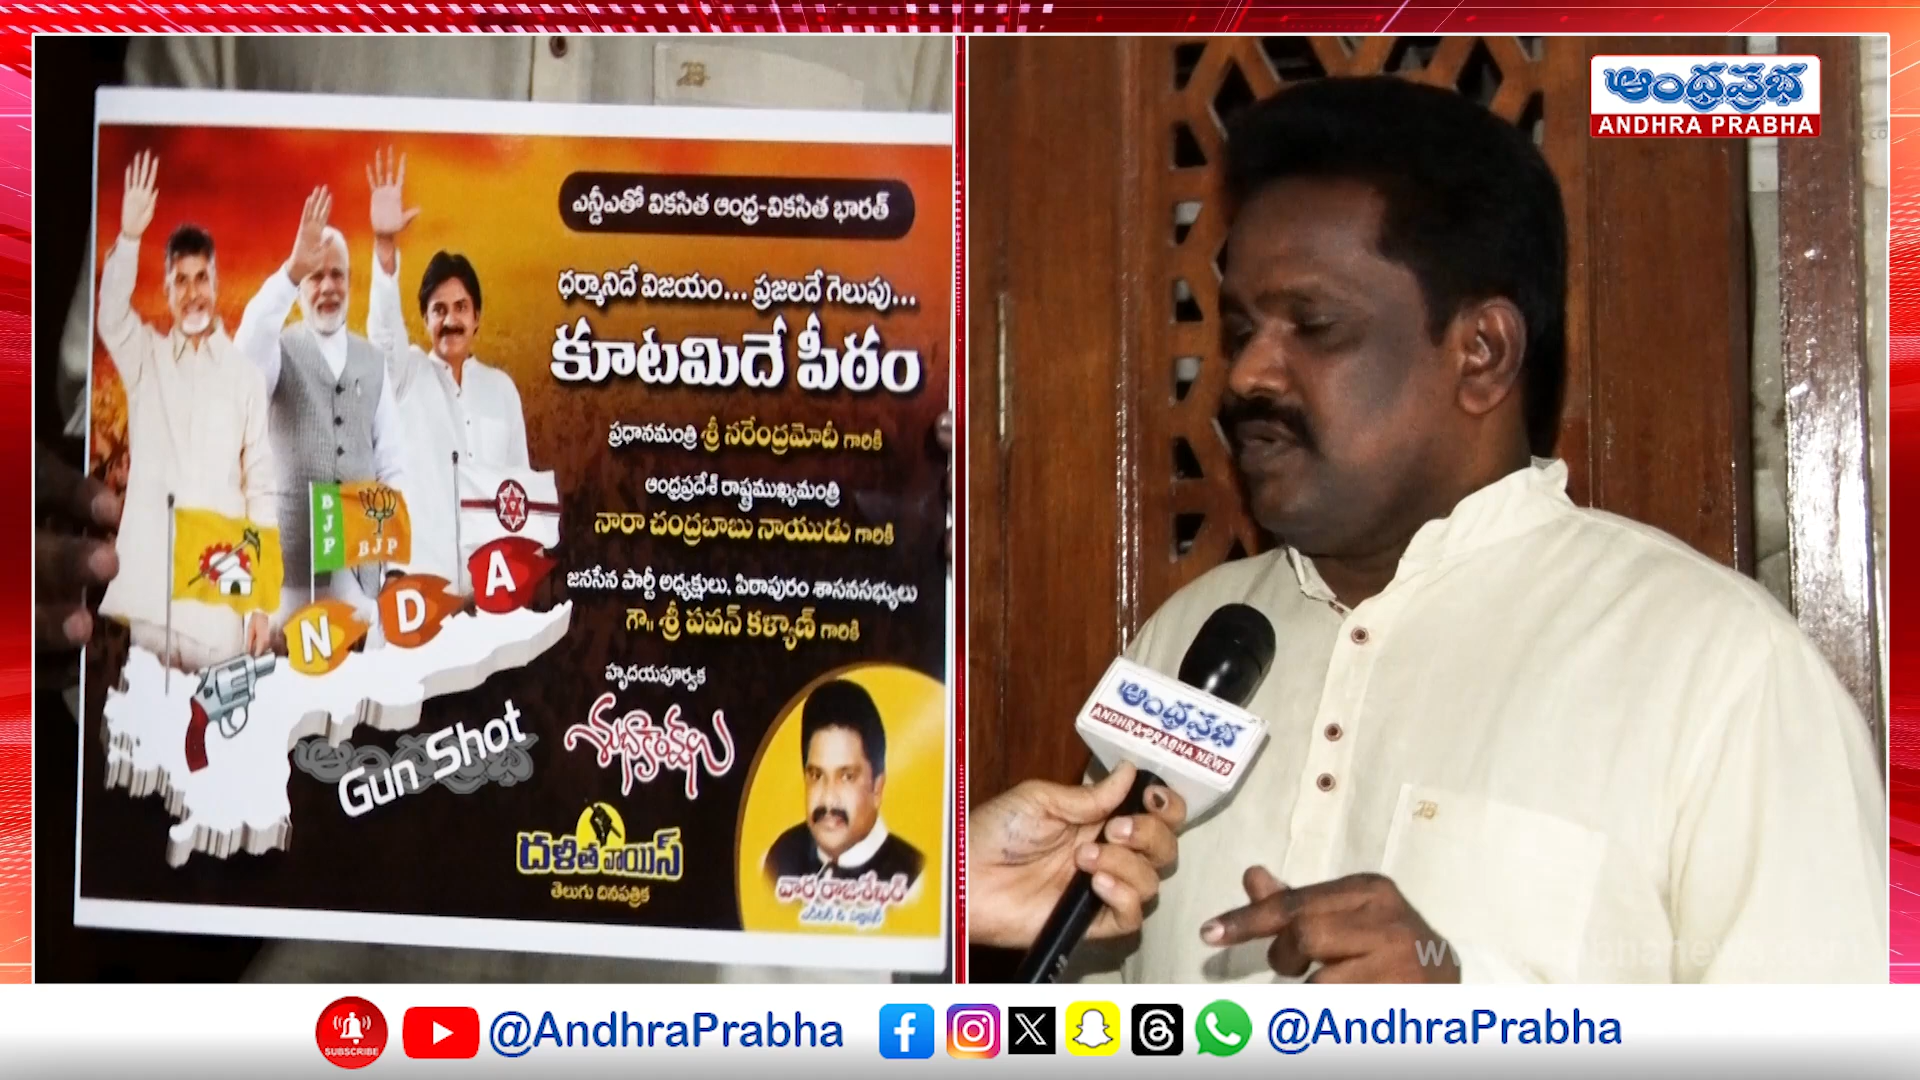 ఆంధ్రప్రభ
ANDHRA PRABHA
ఎన్డీఏతో వికసిత ఆంధ్ర-వికసిత భారత్
ధర్మానిదే విజయం... ప్రజలదే గెలుపు...
కూటమిదే పీఠం
ప్రధానమంత్రి శ్రీ నరేంద్రమోదీ గారికి
ఆంధ్రప్రదేశ్ రాష్ట్రముఖ్యమంత్రి
నారా చంద్రబాబు నాయుడు గారికి
జనసేన పార్టీ అధ్యక్షులు, పిఠాపురం శాసనసభ్యులు
గౌ|| శ్రీ పవన్ కళ్యాణ్ గారికి
హృదయపూర్వక
శుభాకాంక్షలు
BJP
BJP
N D A
Gun Shot
దళిత వాయిస్
తెలుగు దినపత్రిక
ఆంధ్రప్రభ
ANDHRA PRABHA NEWS
SUBSCRIBE
@AndhraPrabha
@AndhraPrabha